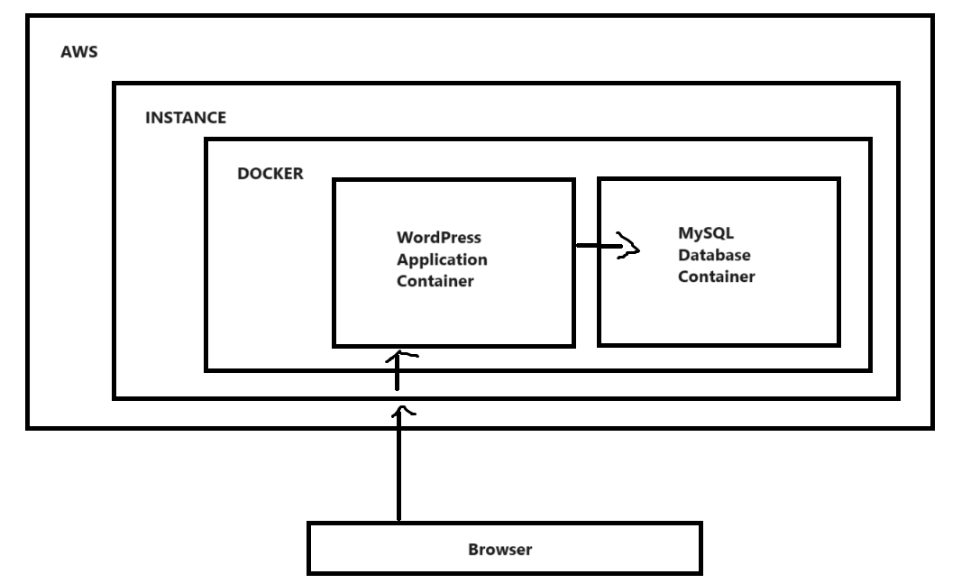 AWS
INSTANCE
DOCKER
WordPress
Application
Container
MySQL
Database
Container
Browser